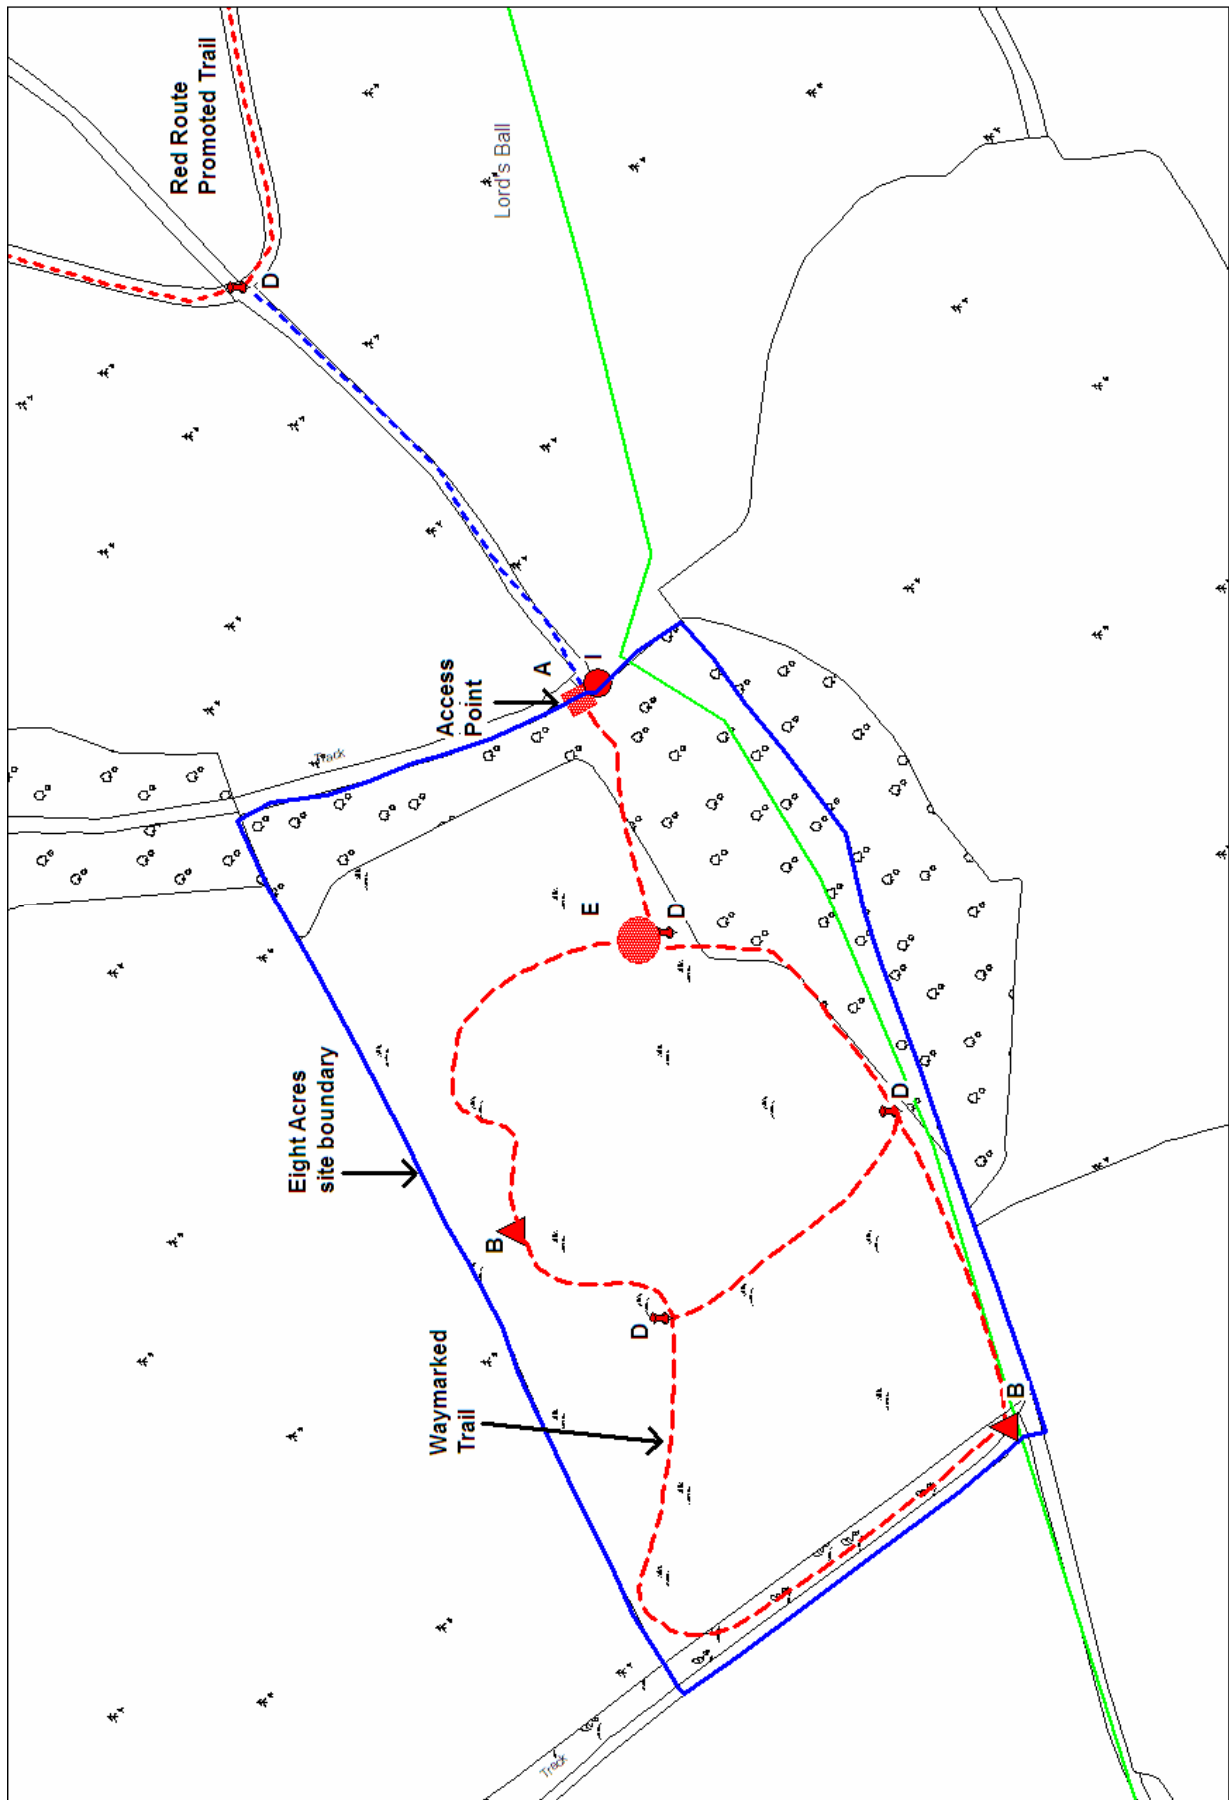 Red Route
Promoted Trail
D
Lord's Ball
Access
Point
A
I
Track
E
D
Eight Acres
site boundary
D
B
D
Waymarked
Trail
B
Track